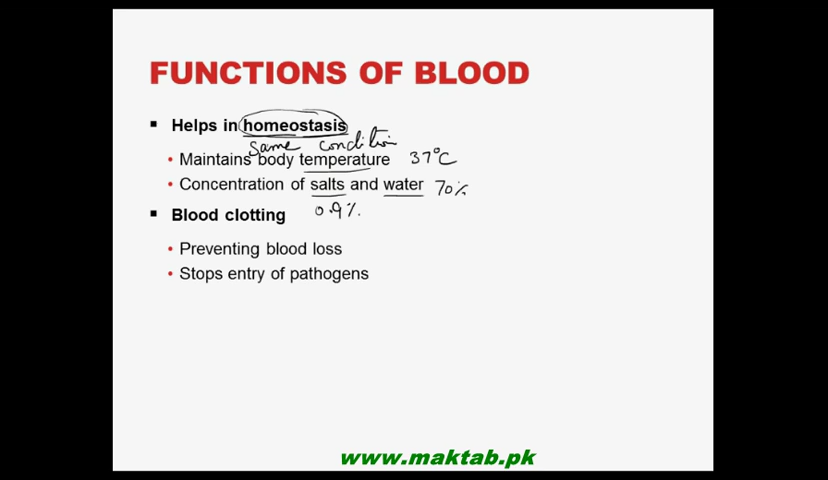 FUNCTIONS OF BLOOD
▪ Helps in homeostasis
same condition
• Maintains body temperature 37°C
• Concentration of salts and water 70%
0.9%
▪ Blood clotting
• Preventing blood loss
• Stops entry of pathogens
www.maktab.pk